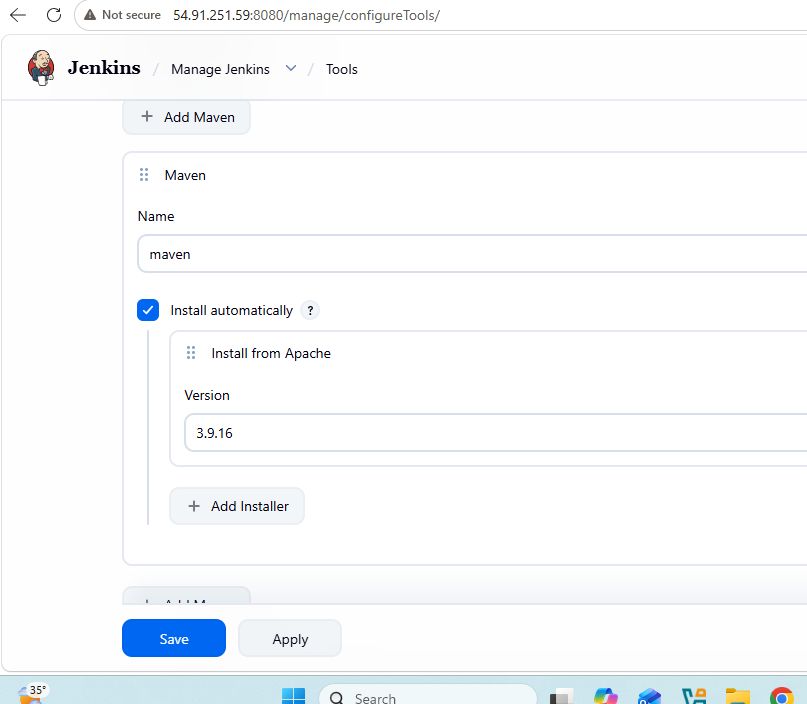 Not secure 54.91.251.59:8080/manage/configureTools/
Jenkins / Manage Jenkins / Tools
+ Add Maven
Maven
Name
maven
Install automatically ?
Install from Apache
Version
3.9.16
+ Add Installer
Save Apply
35° Search